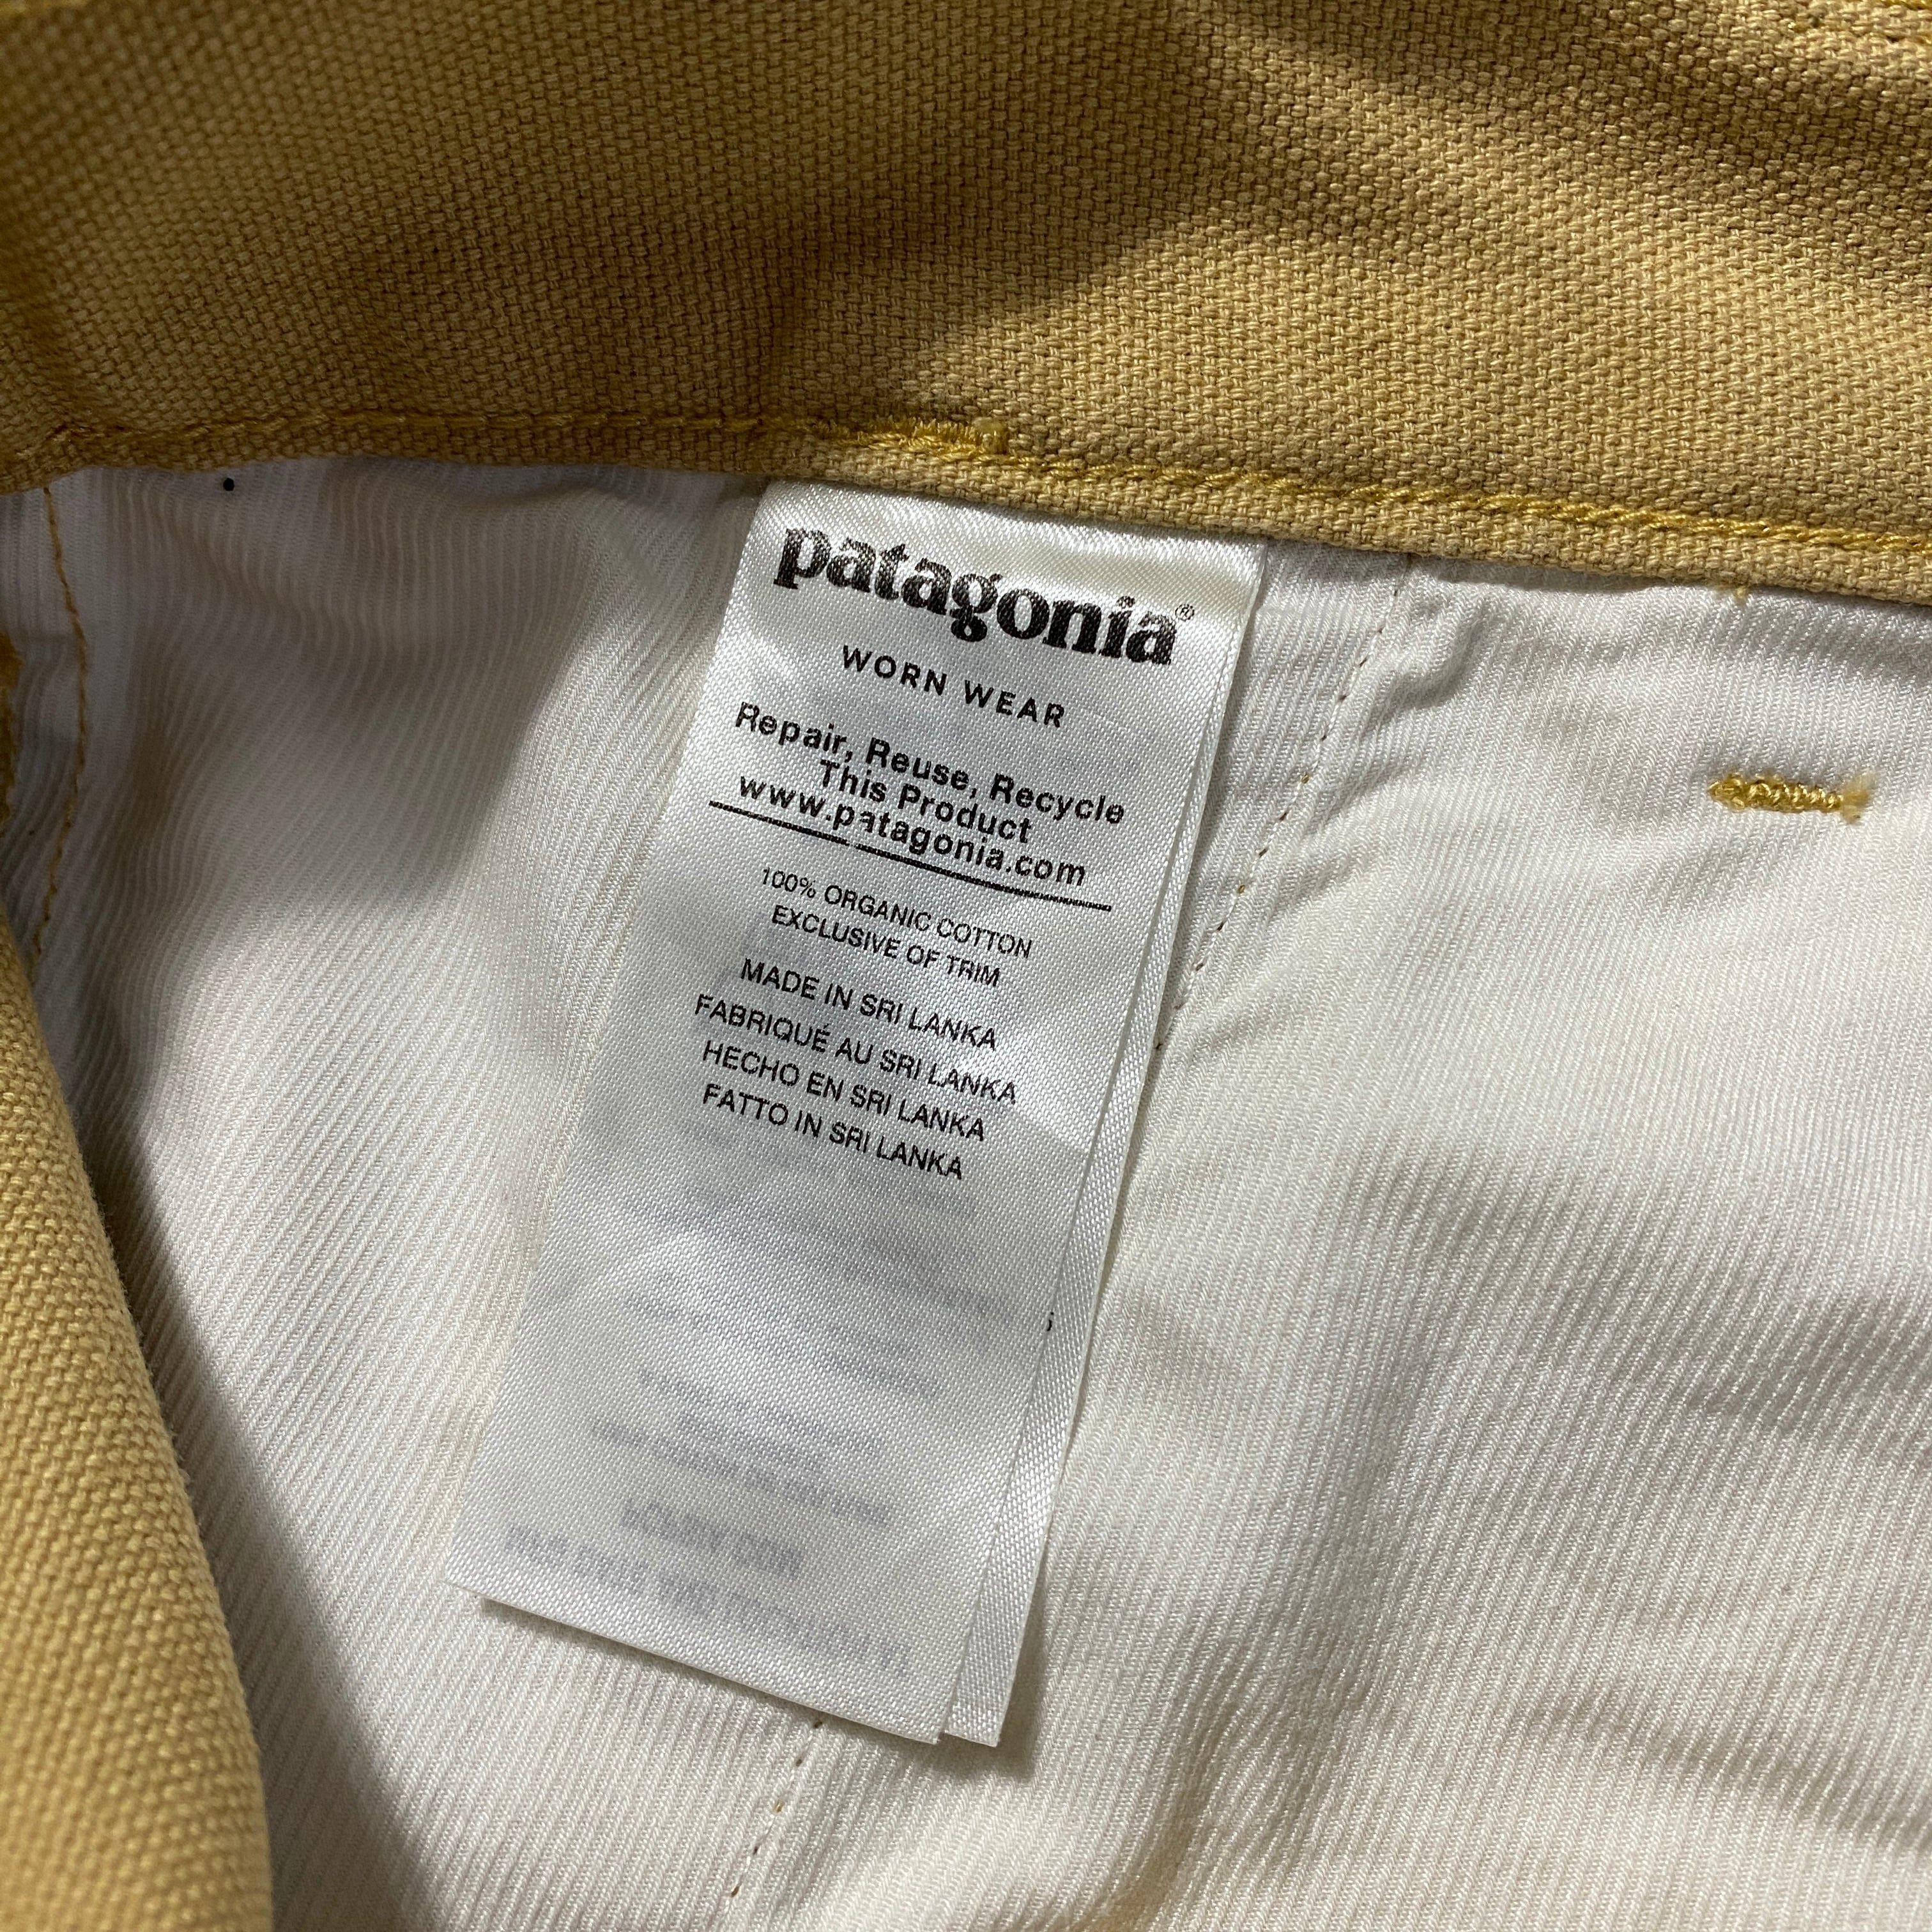 patagonia®
WORN WEAR
Repair, Reuse, Recycle
This Product
www.patagonia.com
100% ORGANIC COTTON
EXCLUSIVE OF TRIM
MADE IN SRI LANKA
FABRIQUÉ AU SRI LANKA
HECHO EN SRI LANKA
FATTO IN SRI LANKA